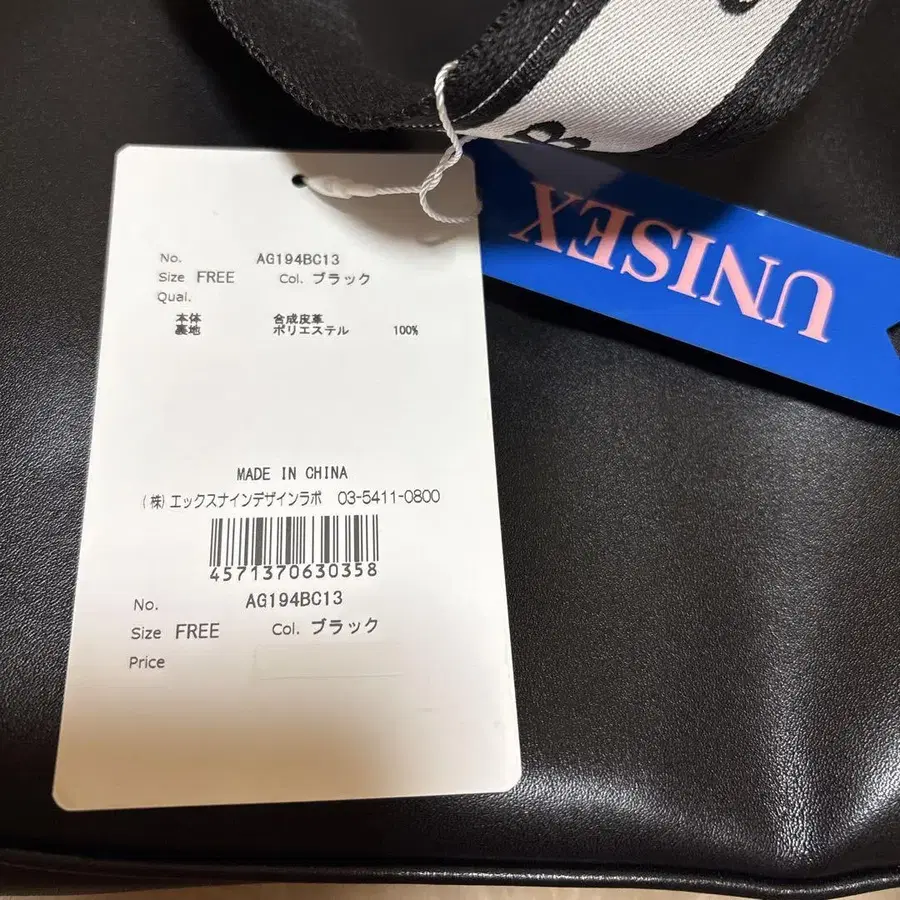 No. AG194BC13
Size FREE Col. ブラック
Qual.
本体 合成皮革
裏地 ポリエステル 100%
MADE IN CHINA
(株)エックスナインデザインラボ 03-5411-0800
4571370630358
No. AG194BC13
Size FREE Col. ブラック
Price
UNISEX